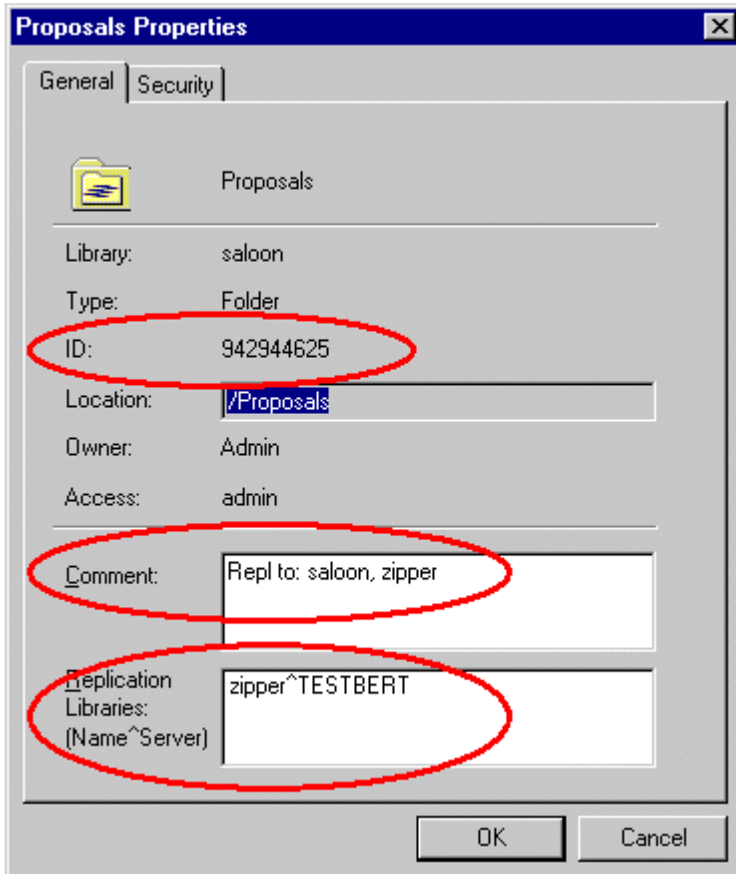 Proposals Properties
General Security
Proposals
Library: saloon
Type: Folder
ID: 942944625
Location: /Proposals
Owner: Admin
Access: admin
Comment: Repl to: saloon, zipper
Replication zipper^TESTBERT
Libraries:
(Name^Server)
OK Cancel